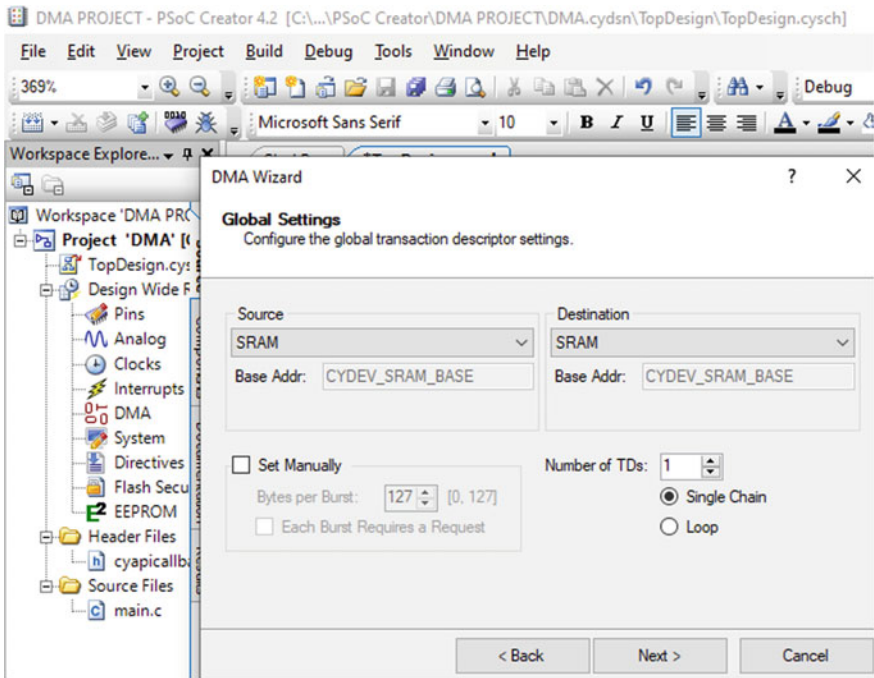 DMA PROJECT - PSoC Creator 4.2 [C:\...\PSoC Creator\DMA PROJECT\DMA.cydsn\TopDesign\TopDesign.cysch]
File Edit View Project Build Debug Tools Window Help
369% Debug
Microsoft Sans Serif 10 B I U A
Workspace Explore...
DMA Wizard ? X
Global Settings
Configure the global transaction descriptor settings.
Workspace 'DMA PRO
Project 'DMA' [
TopDesign.cys
Design Wide R
Pins
Analog
Clocks
Interrupts
DMA
System
Directives
Flash Secu
EEPROM
Header Files
cyapicallba
Source Files
main.c
Source
SRAM
Base Addr: CYDEV_SRAM_BASE
Destination
SRAM
Base Addr: CYDEV_SRAM_BASE
Set Manually
Bytes per Burst: 127 [0, 127]
Each Burst Requires a Request
Number of TDs: 1
Single Chain
Loop
< Back Next > Cancel